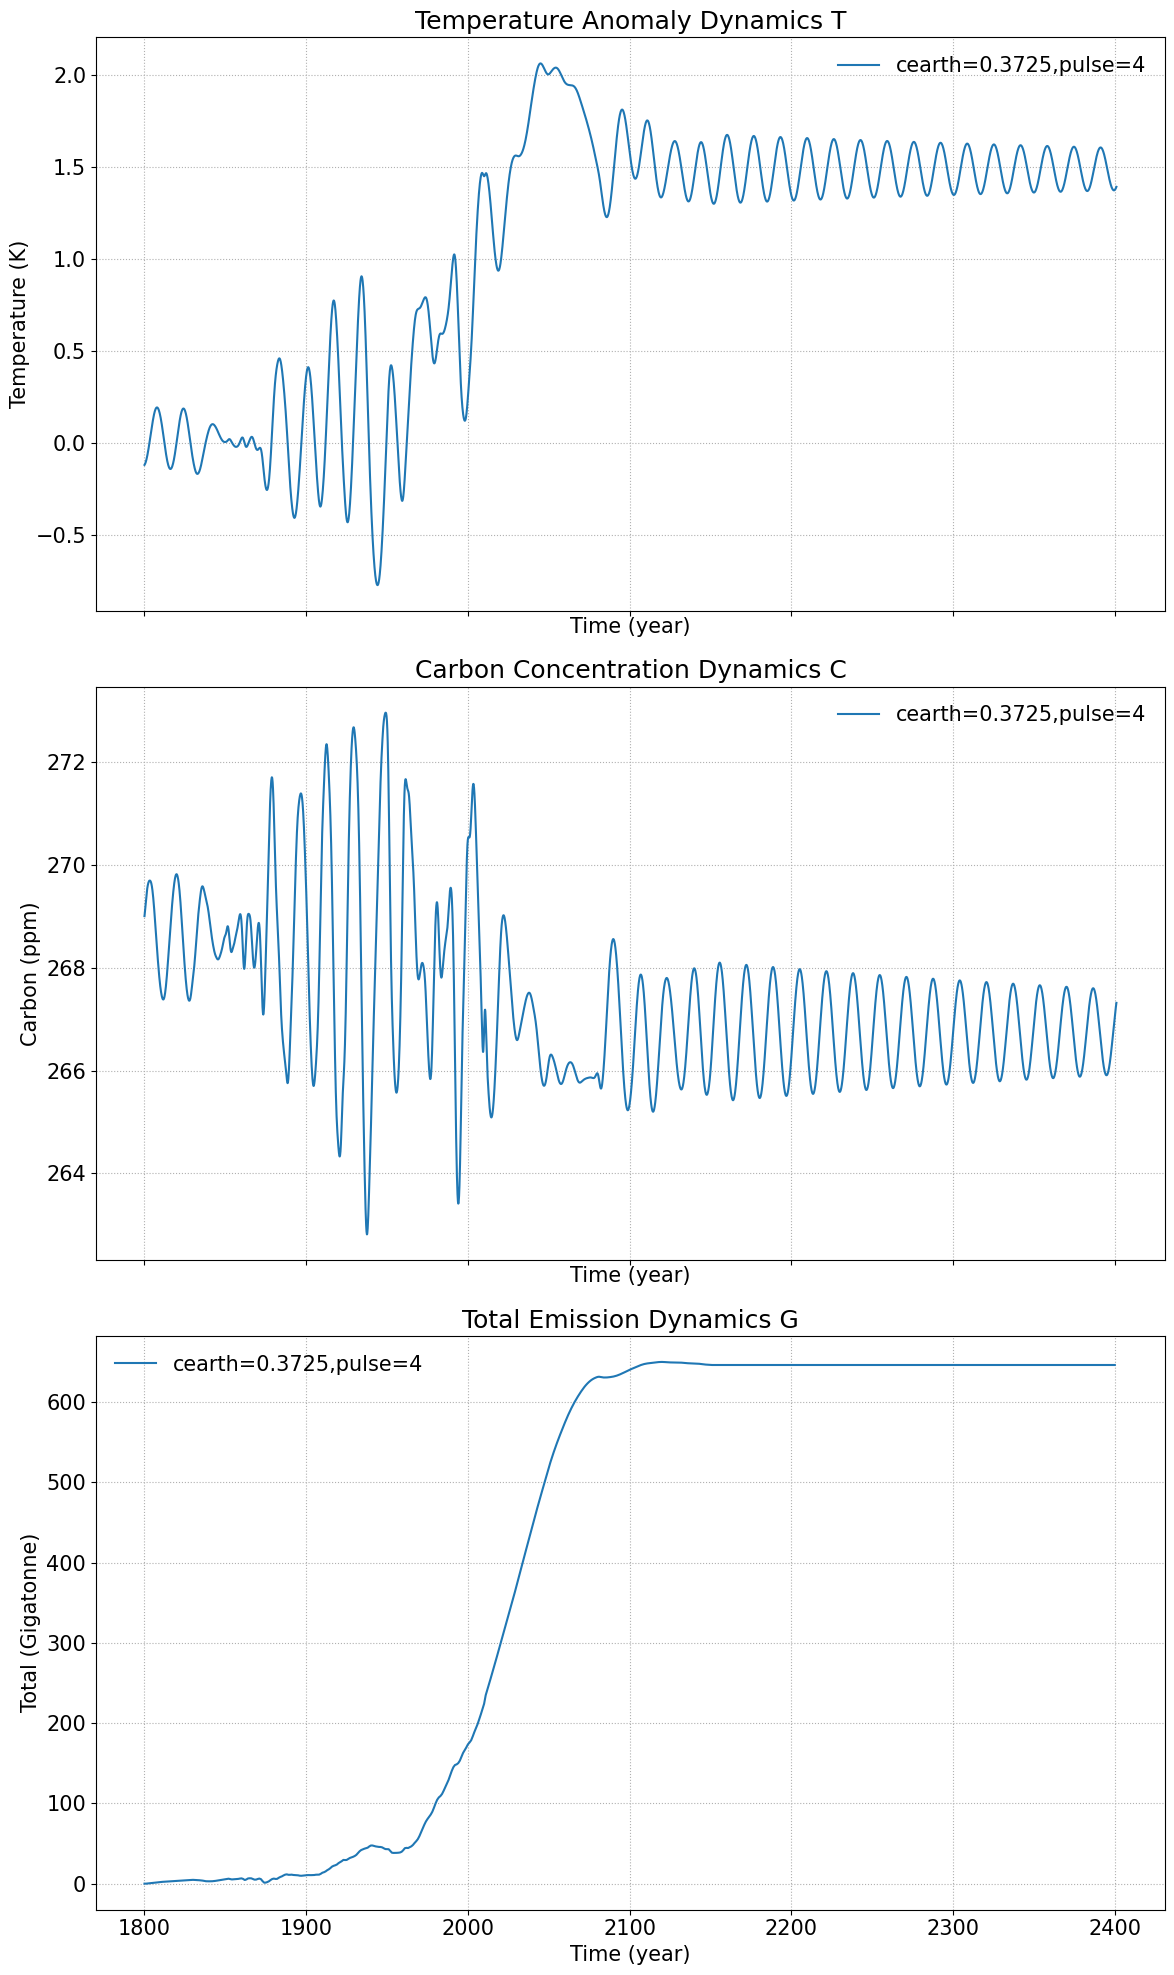 Temperature Anomaly Dynamics T
cearth=0.3725,pulse=4
2.0
1.5
1.0
0.5
0.0
−0.5
Temperature (K)
Time (year)
Carbon Concentration Dynamics C
cearth=0.3725,pulse=4
272
270
268
266
264
Carbon (ppm)
Time (year)
Total Emission Dynamics G
cearth=0.3725,pulse=4
600
500
400
300
200
100
0
Total (Gigatonne)
1800 1900 2000 2100 2200 2300 2400
Time (year)